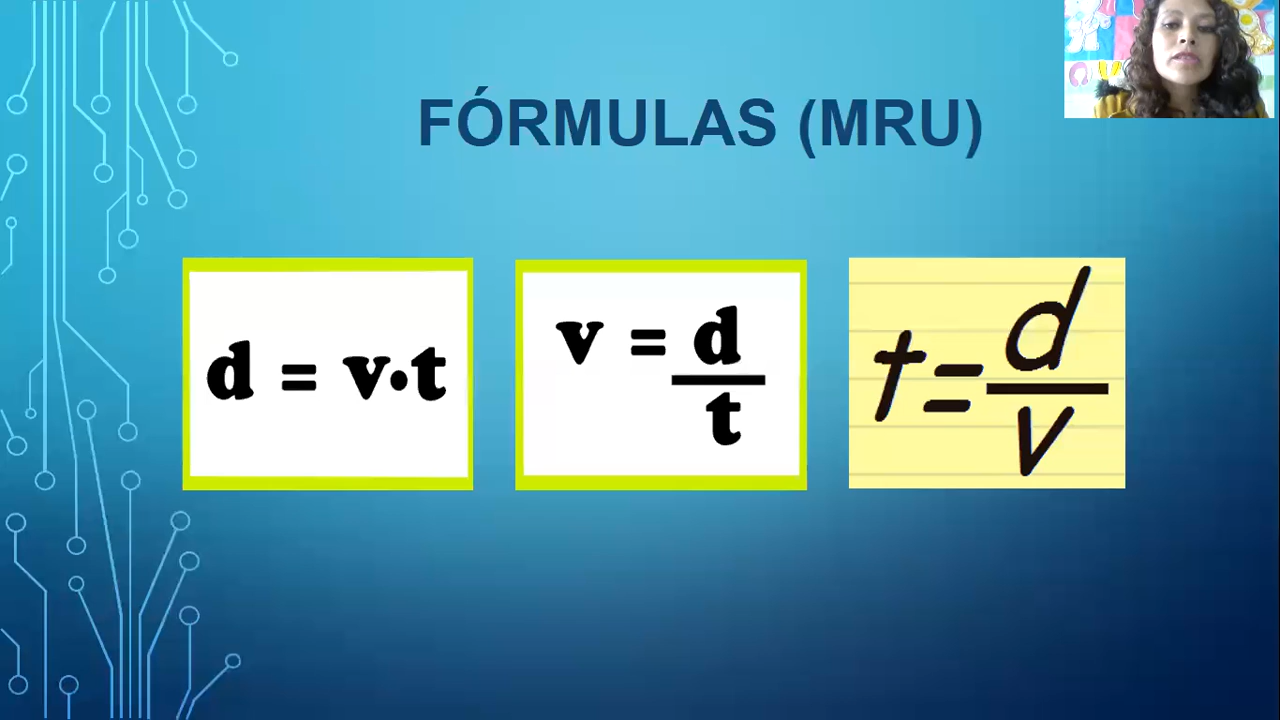 FÓRMULAS (MRU)
d = v•t
v = d/t
t = d/v